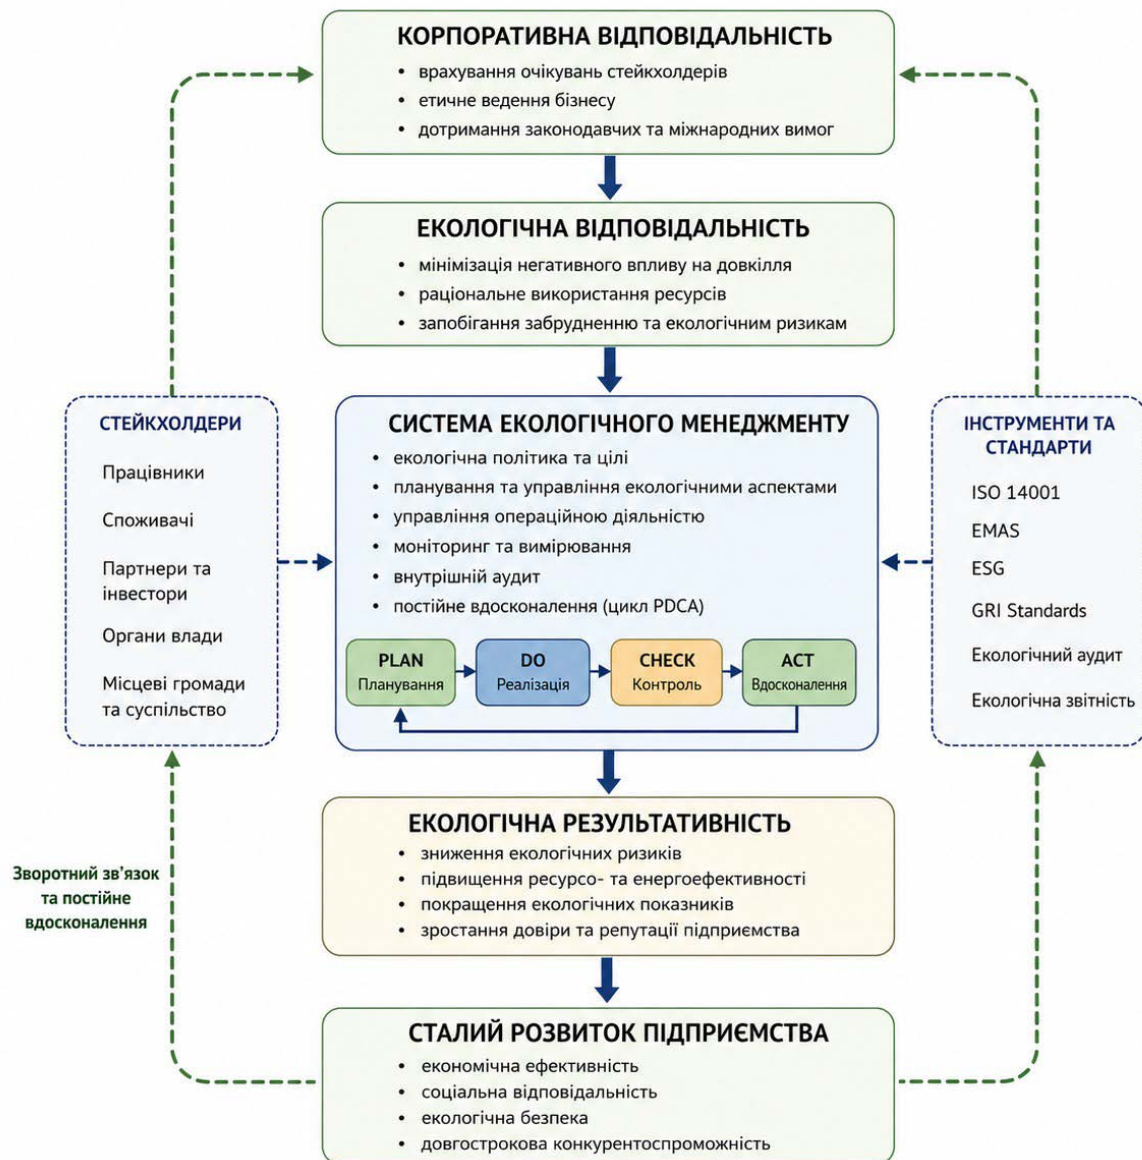 КОРПОРАТИВНА ВІДПОВІДАЛЬНІСТЬ
• врахування очікувань стейкхолдерів
• етичне ведення бізнесу
• дотримання законодавчих та міжнародних вимог
ЕКОЛОГІЧНА ВІДПОВІДАЛЬНІСТЬ
• мінімізація негативного впливу на довкілля
• раціональне використання ресурсів
• запобігання забрудненню та екологічним ризикам
СТЕЙКХОЛДЕРИ
Працівники
Споживачі
Партнери та
інвестори
Органи влади
Місцеві громади
та суспільство
СИСТЕМА ЕКОЛОГІЧНОГО МЕНЕДЖМЕНТУ
• екологічна політика та цілі
• планування та управління екологічними аспектами
• управління операційною діяльністю
• моніторинг та вимірювання
• внутрішній аудит
• постійне вдосконалення (цикл PDCA)
PLAN
Планування
DO
Реалізація
CHECK
Контроль
ACT
Вдосконалення
ІНСТРУМЕНТИ ТА
СТАНДАРТИ
ISO 14001
EMAS
ESG
GRI Standards
Екологічний аудит
Екологічна звітність
ЕКОЛОГІЧНА РЕЗУЛЬТАТИВНІСТЬ
• зниження екологічних ризиків
• підвищення ресурсо- та енергоефективності
• покращення екологічних показників
• зростання довіри та репутації підприємства
Зворотний зв’язок
та постійне
вдосконалення
СТАЛИЙ РОЗВИТОК ПІДПРИЄМСТВА
• економічна ефективність
• соціальна відповідальність
• екологічна безпека
• довгострокова конкурентоспроможність